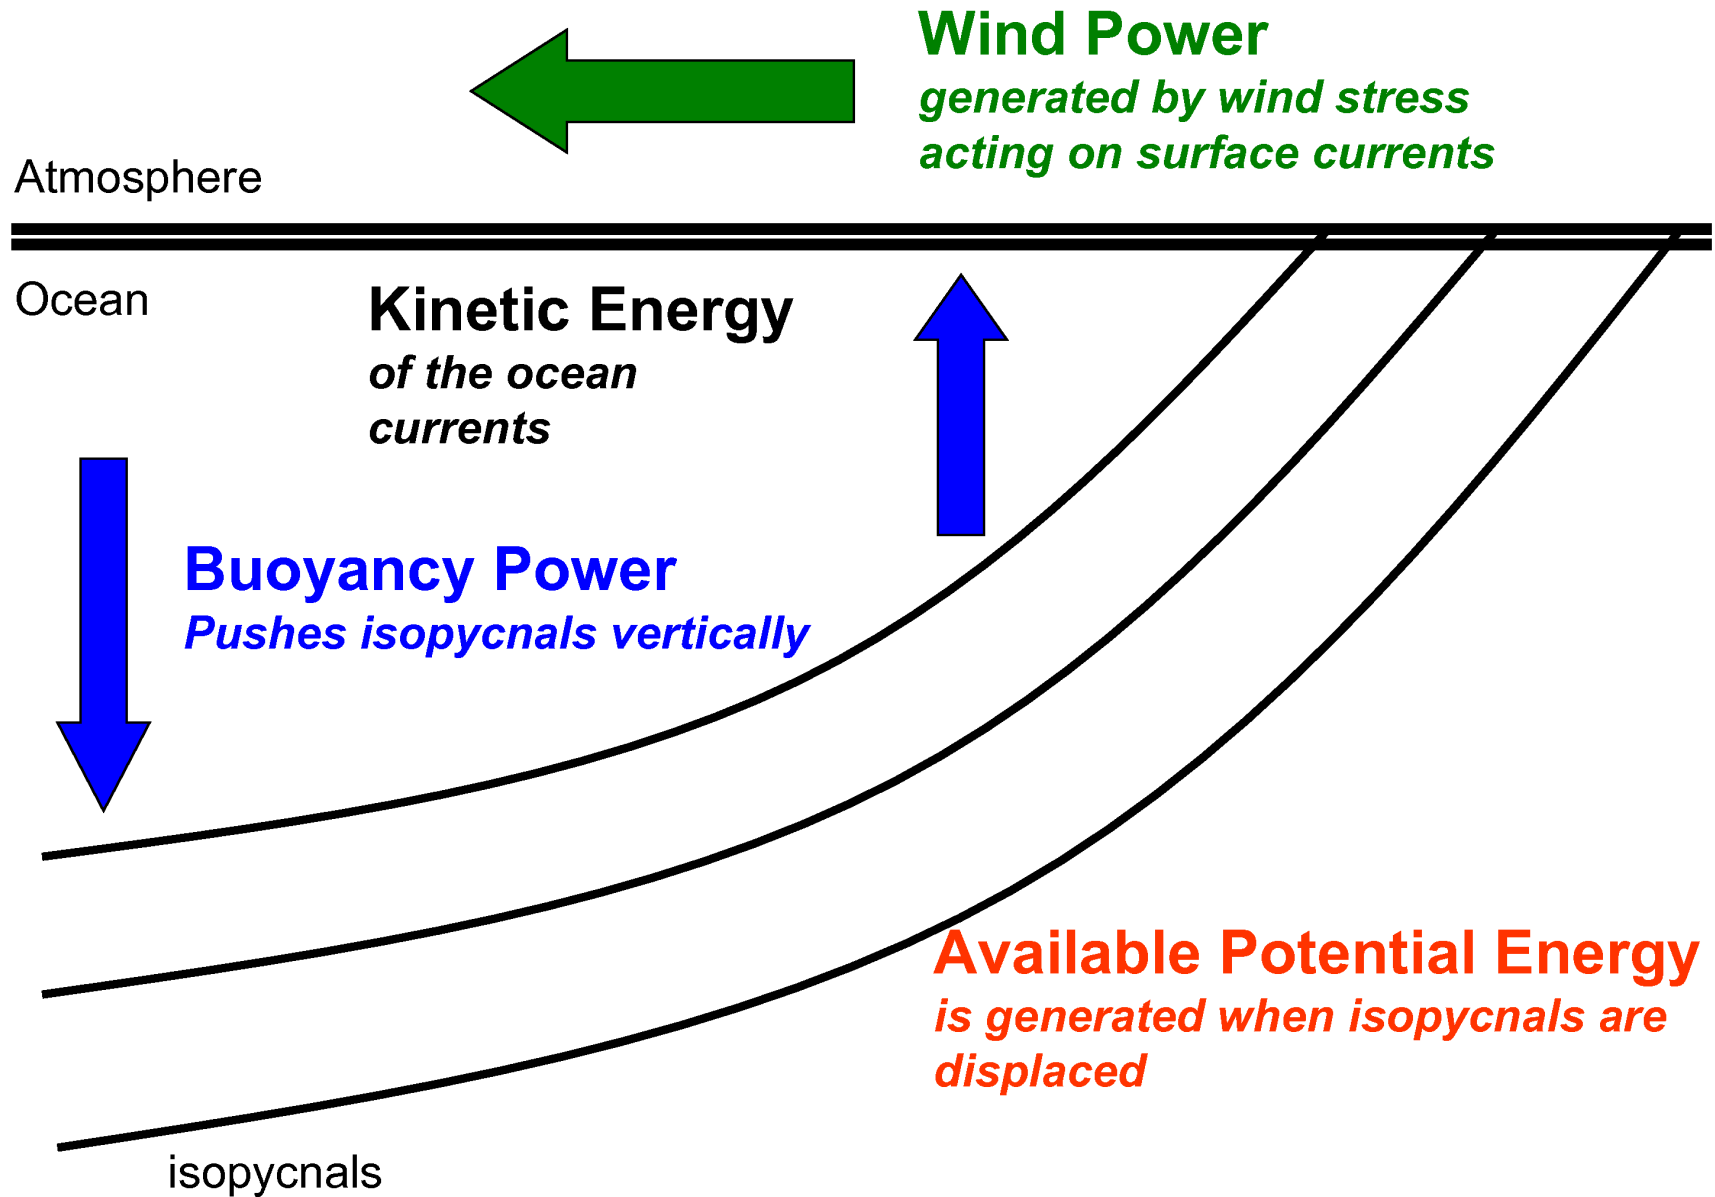 Wind Power
generated by wind stress
acting on surface currents
Atmosphere
Ocean
Kinetic Energy
of the ocean
currents
Buoyancy Power
Pushes isopycnals vertically
Available Potential Energy
is generated when isopycnals are
displaced
isopycnals